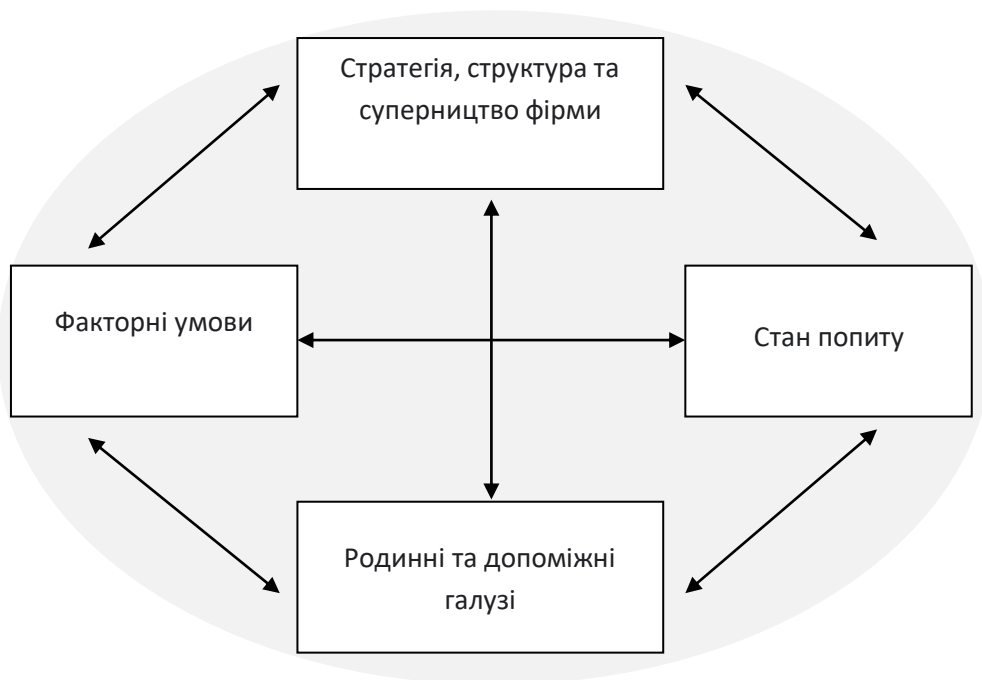 Стратегія, структура та
суперництво фірми
Факторні умови
Стан попиту
Родинні та допоміжні
галузі